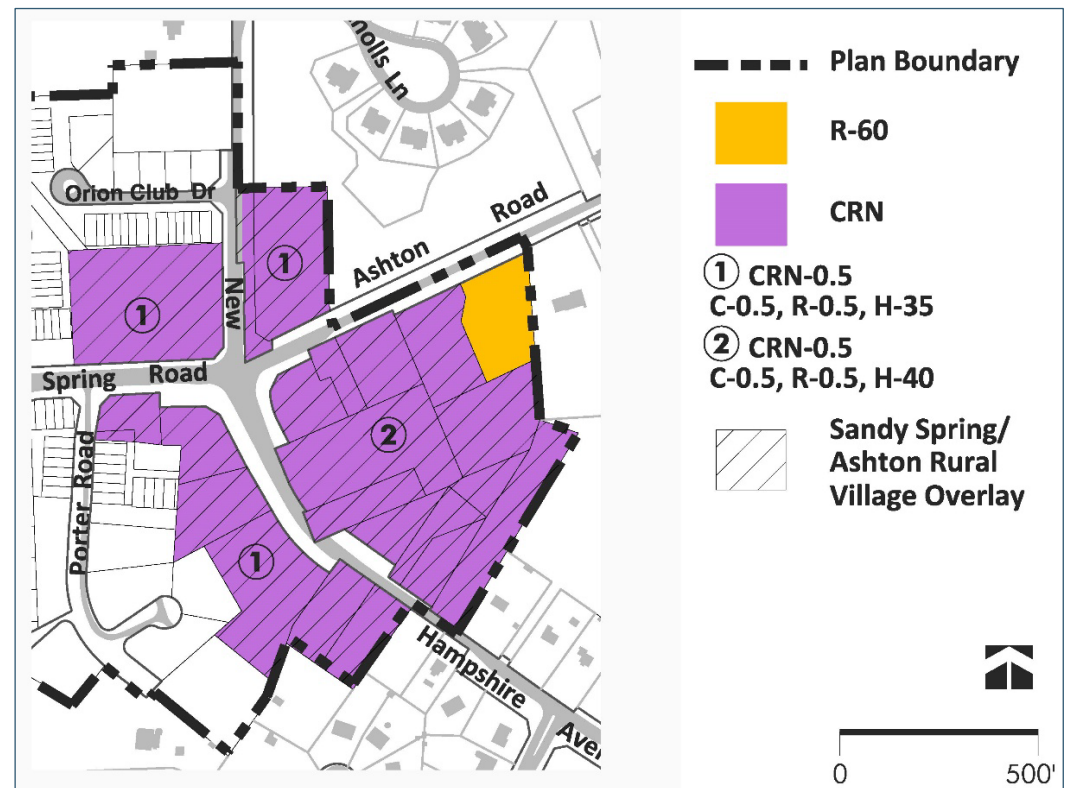 nolls Ln
Orion Club Dr
New
Ashton
Road
1
1
Spring Road
2
Porter Road
1
Hampshire
Aven
Plan Boundary
R-60
CRN
1 CRN-0.5
C-0.5, R-0.5, H-35
2 CRN-0.5
C-0.5, R-0.5, H-40
Sandy Spring/
Ashton Rural
Village Overlay
0 500'